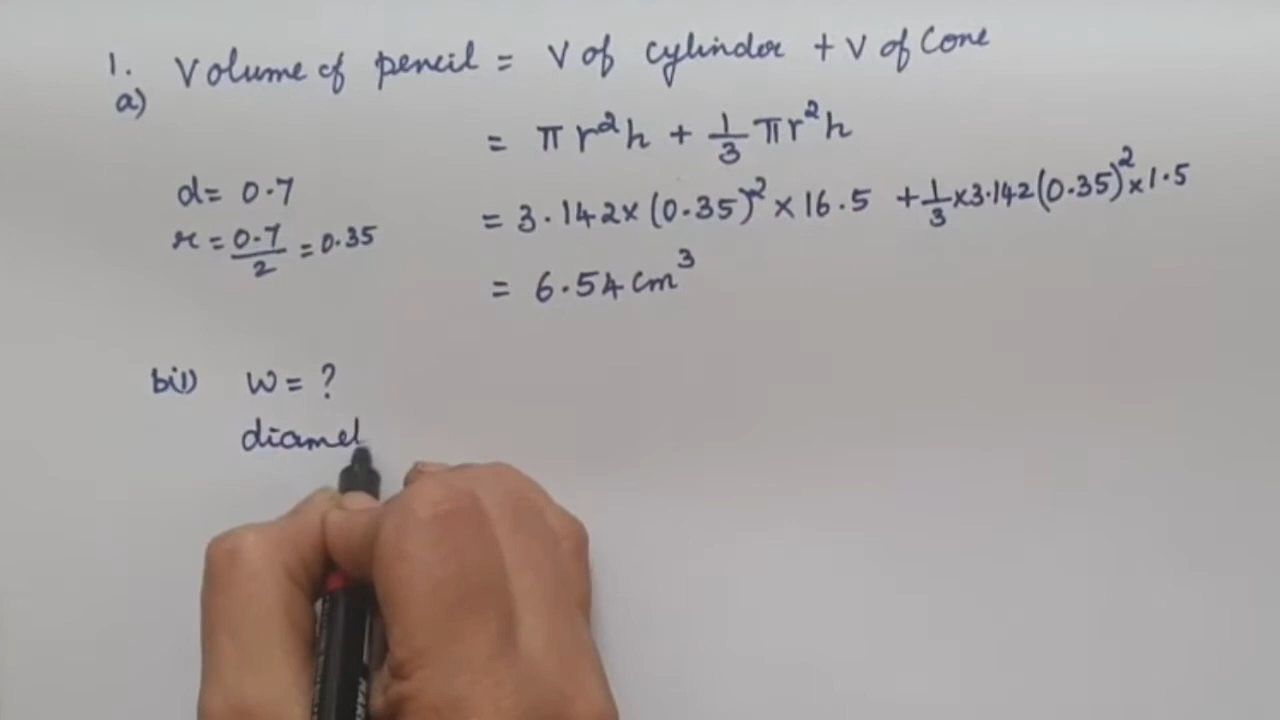 1. Volume of pencil = V of cylinder + V of Cone
a)
= πr²h + 1/3 πr²h
d = 0.7
= 3.142 × (0.35)² × 16.5 + 1/3 × 3.142 (0.35)² × 1.5
r = 0.7/2 = 0.35
= 6.54 cm³
bi) w = ?
diamet